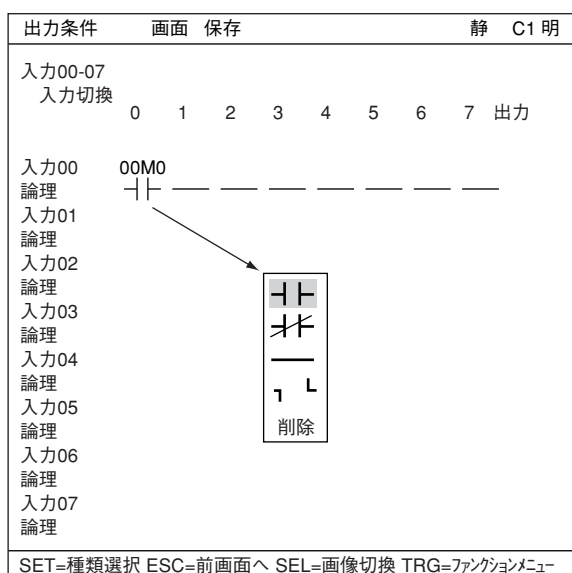 出力条件 画面 保存 静 C1明
入力00-07
入力切換
0 1 2 3 4 5 6 7 出力
入力00 00M0
論理
入力01
論理
入力02
論理
入力03
論理
入力04
論理
入力05
論理
入力06
論理
入力07
論理
削除
SET=種類選択 ESC=前画面へ SEL=画像切換 TRG=ﾌｧﾝｸｼｮﾝﾒﾆｭｰ